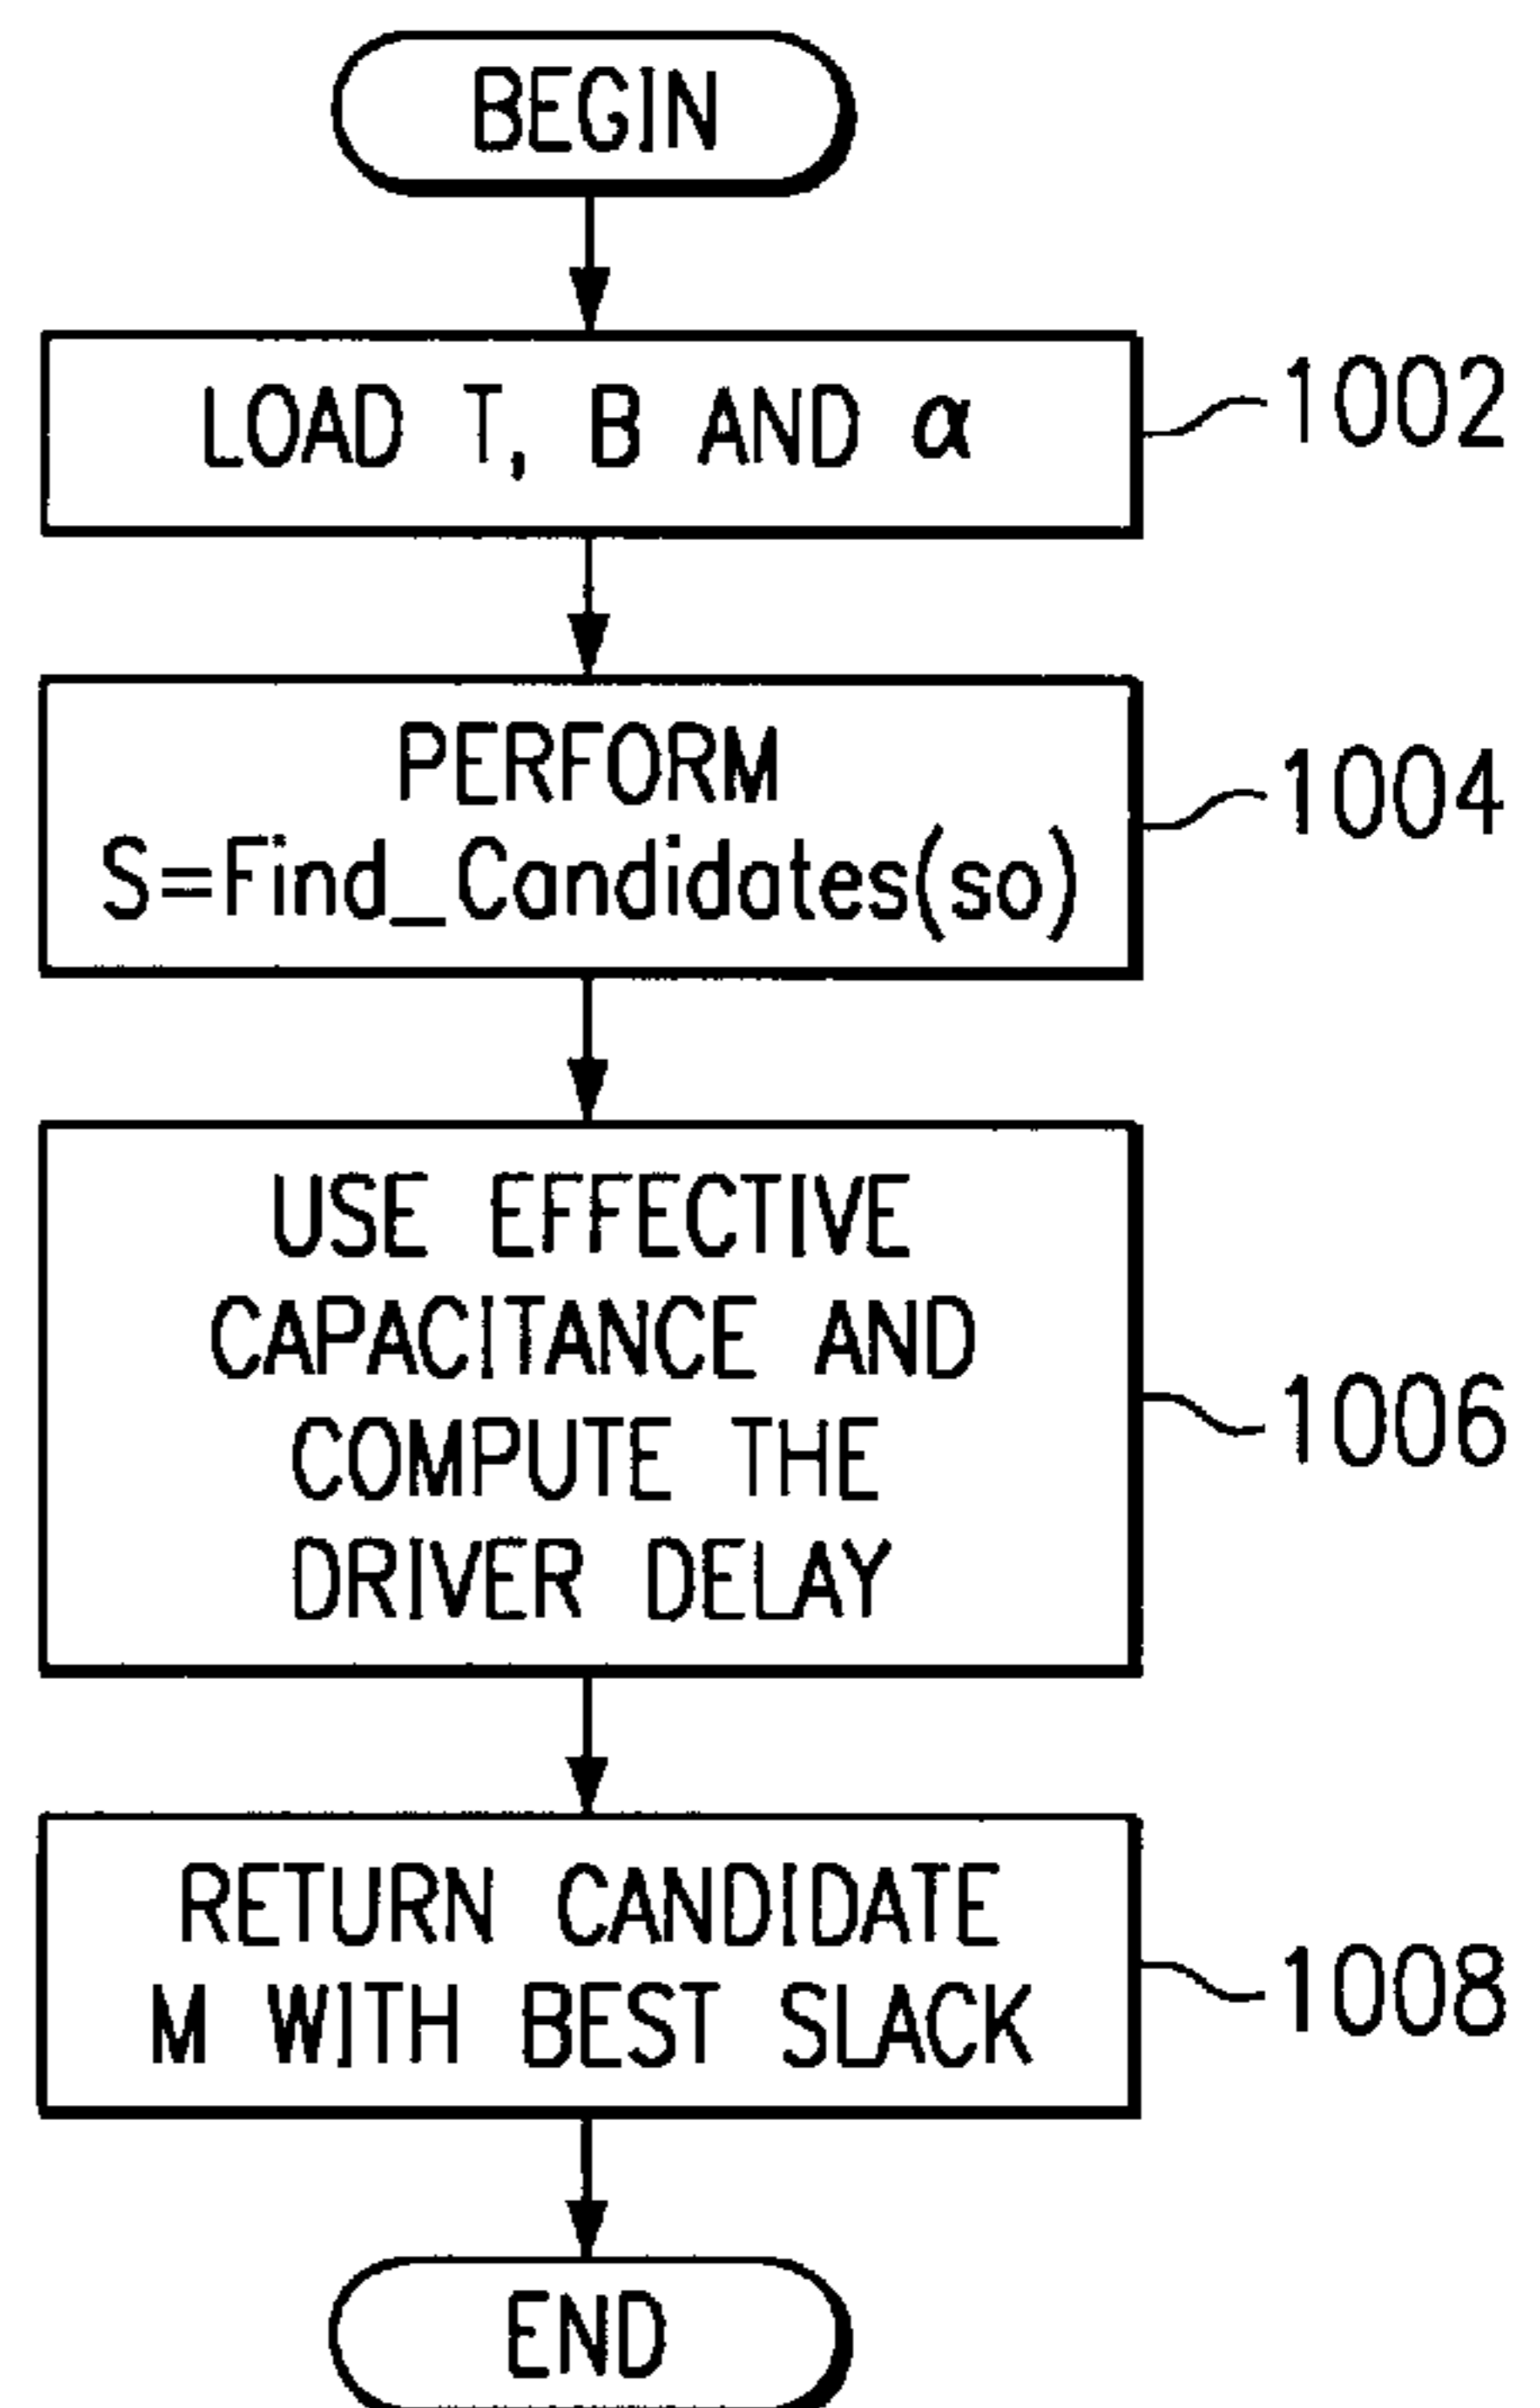 BEGIN
LOAD T, B AND α
1002
PERFORM
S=Find_Candidates(so)
1004
USE EFFECTIVE
CAPACITANCE AND
COMPUTE THE
DRIVER DELAY
1006
RETURN CANDIDATE
M WITH BEST SLACK
1008
END